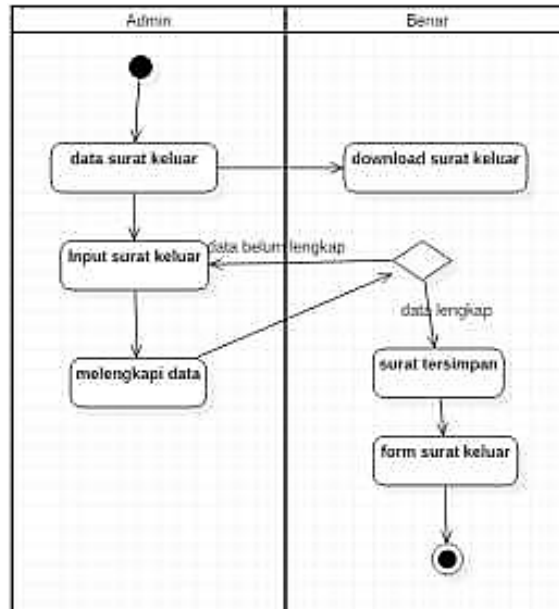 Admin
Benar
data surat keluar
download surat keluar
Input surat keluar
data belum lengkap
data lengkap
melengkapi data
surat tersimpan
form surat keluar